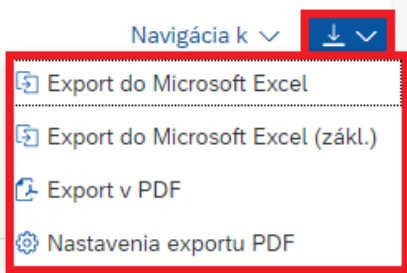 Navigácia k
Export do Microsoft Excel
Export do Microsoft Excel (zákl.)
Export v PDF
Nastavenia exportu PDF